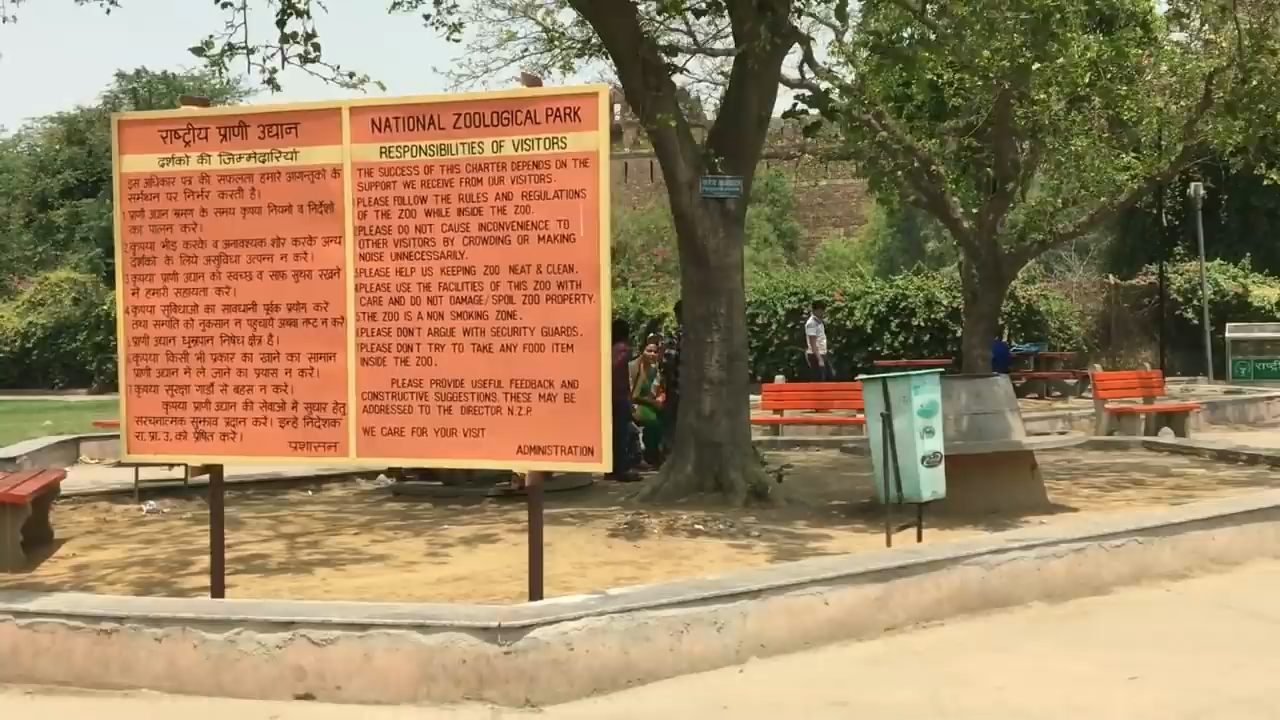 राष्ट्रीय प्राणी उद्यान
दर्शको की जिम्मेदारियां
इस अधिकार पत्र की सफलता हमारे आगन्तुको के
समर्थन पर निर्भर करती है।
1 प्राणी उद्यान भ्रमण के समय कृपया नियमो व निर्देशो
का पालन करे।
2 कृपया भीड़ करके व अनावश्यक शोर करके अन्य
दर्शको के लिये असुविधा उत्पन्न न करे।
3 कृपया प्राणी उद्यान को स्वच्छ व साफ सुथरा रखने
मे हमारी सहायता करे।
4 कृपया सुविधाओ का सावधानी पूर्वक प्रयोग करे
तथा सम्पति को नुकसान न पहुचायें अथवा नष्ट न करे
5 प्राणी उद्यान धूम्रपान निषेध क्षेत्र है।
6 कृपया किसी भी प्रकार का खाने का सामान
प्राणी उद्यान मे ले जाने का प्रयास न करे।
7 कृपया सुरक्षा गार्डो से बहस न करे।
कृपया प्राणी उद्यान की सेवाओ मे सुधार हेतु
संरचनात्मक सुझाव प्रदान करें। इन्हे निदेशक
रा. प्रा. उ. को प्रेषित करे।
प्रशासन
NATIONAL ZOOLOGICAL PARK
RESPONSIBILITIES OF VISITORS
THE SUCCESS OF THIS CHARTER DEPENDS ON THE
SUPPORT WE RECEIVE FROM OUR VISITORS.
1 PLEASE FOLLOW THE RULES AND REGULATIONS
OF THE ZOO WHILE INSIDE THE ZOO.
2 PLEASE DO NOT CAUSE INCONVENIENCE TO
OTHER VISITORS BY CROWDING OR MAKING
NOISE UNNECESSARILY.
3 PLEASE HELP US KEEPING ZOO NEAT & CLEAN.
4 PLEASE USE THE FACILITIES OF THIS ZOO WITH
CARE AND DO NOT DAMAGE/SPOIL ZOO PROPERTY.
5 THE ZOO IS A NON SMOKING ZONE.
6 PLEASE DON'T ARGUE WITH SECURITY GUARDS.
7 PLEASE DON'T TRY TO TAKE ANY FOOD ITEM
INSIDE THE ZOO.
PLEASE PROVIDE USEFUL FEEDBACK AND
CONSTRUCTIVE SUGGESTIONS. THESE MAY BE
ADDRESSED TO THE DIRECTOR N.Z.P
WE CARE FOR YOUR VISIT
ADMINISTRATION
राष्ट्री